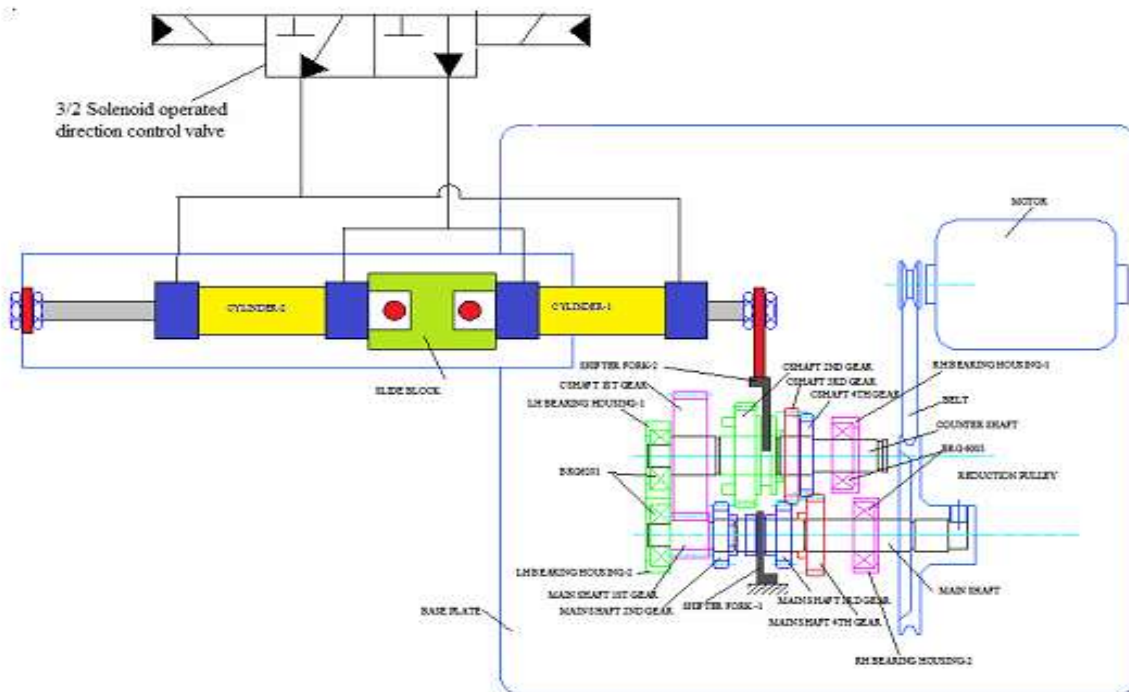 3/2 Solenoid operated
direction control valve
MOTOR
CYLINDER-2
CYLINDER-1
SLIDE BLOCK
SHIFTER FORK-2
CSHAFT 2ND GEAR
RH BEARING HOUSING-1
CSHAFT 1ST GEAR
CSHAFT 3RD GEAR
CSHAFT 4TH GEAR
LH BEARING HOUSING-1
BELT
COUNTER SHAFT
REDUCTION PULLEY
LH BEARING HOUSING-2
MAIN SHAFT 1ST GEAR
MAIN SHAFT 2ND GEAR
SHIFTER FORK-1
MAIN SHAFT 3RD GEAR
MAIN SHAFT 4TH GEAR
MAIN SHAFT
BASE PLATE
RH BEARING HOUSING-2